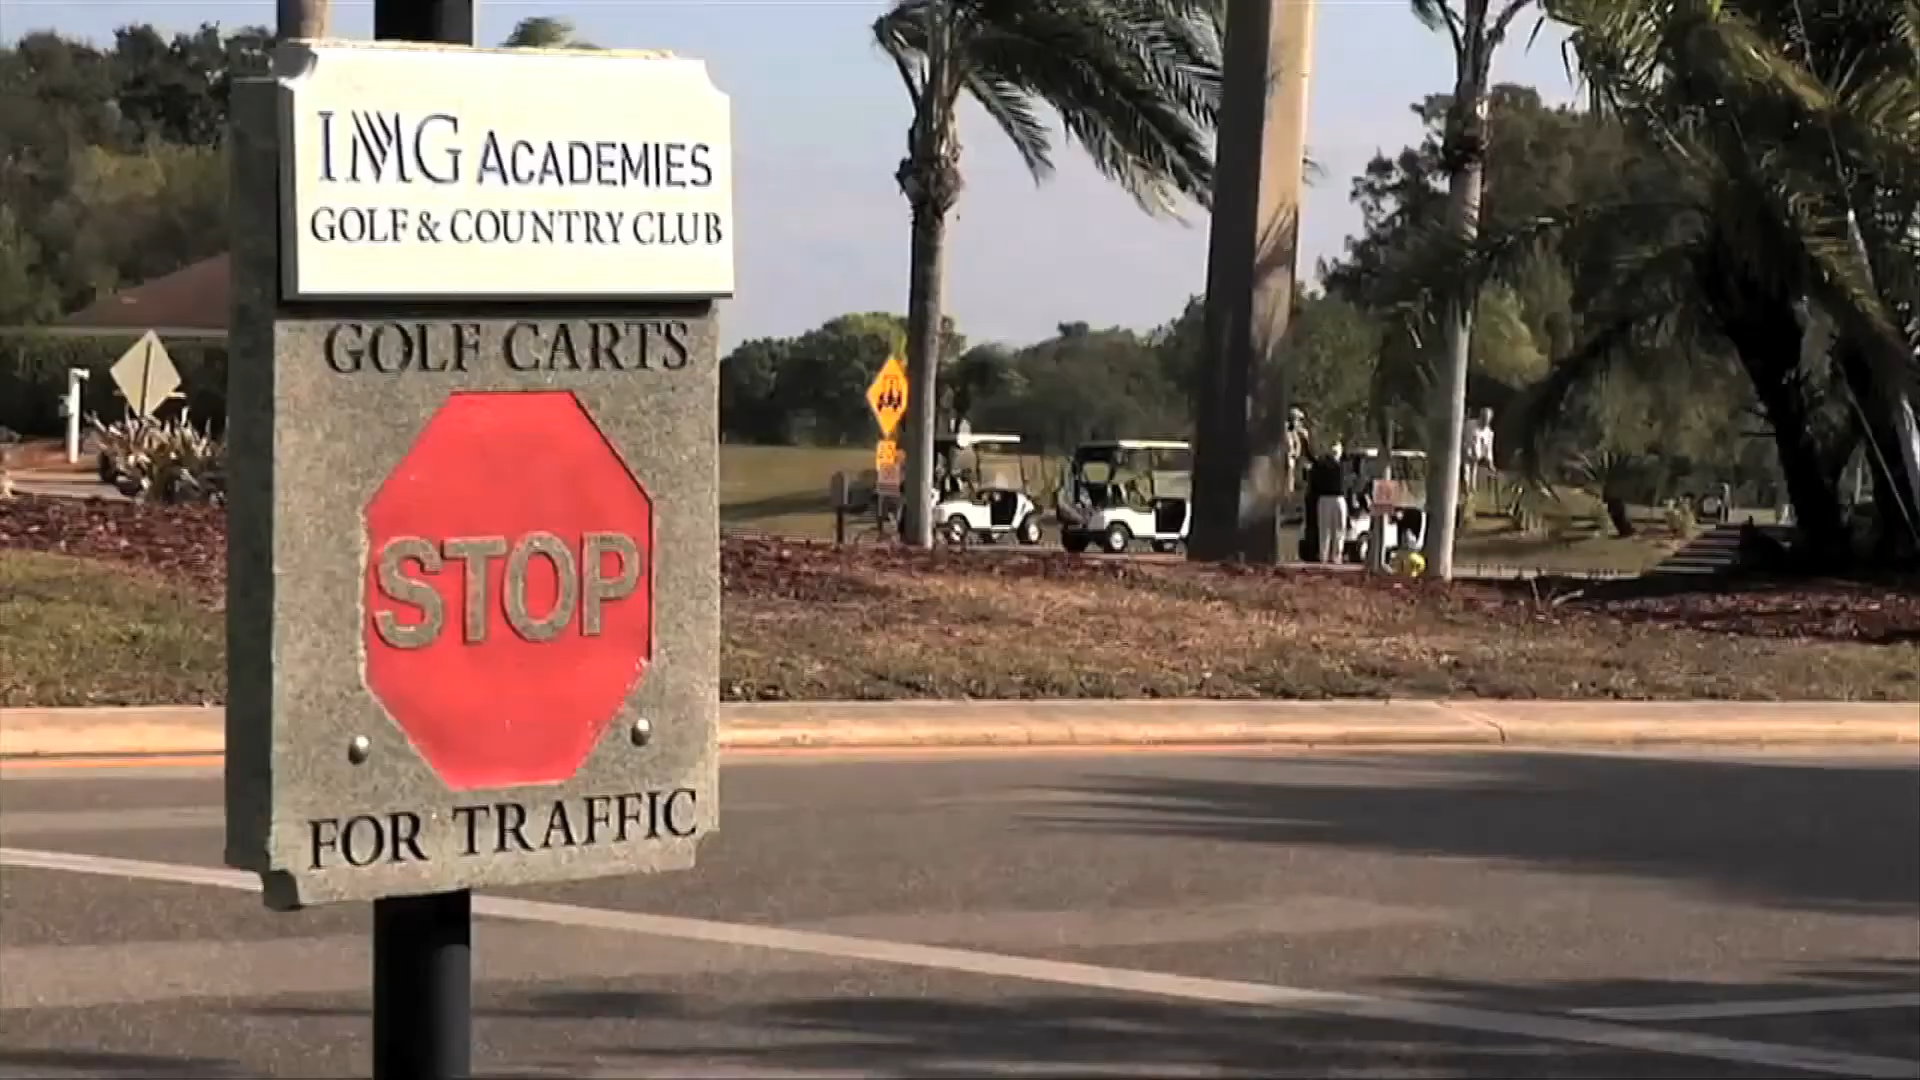 IMG ACADEMIES
GOLF & COUNTRY CLUB
GOLF CARTS
STOP
FOR TRAFFIC